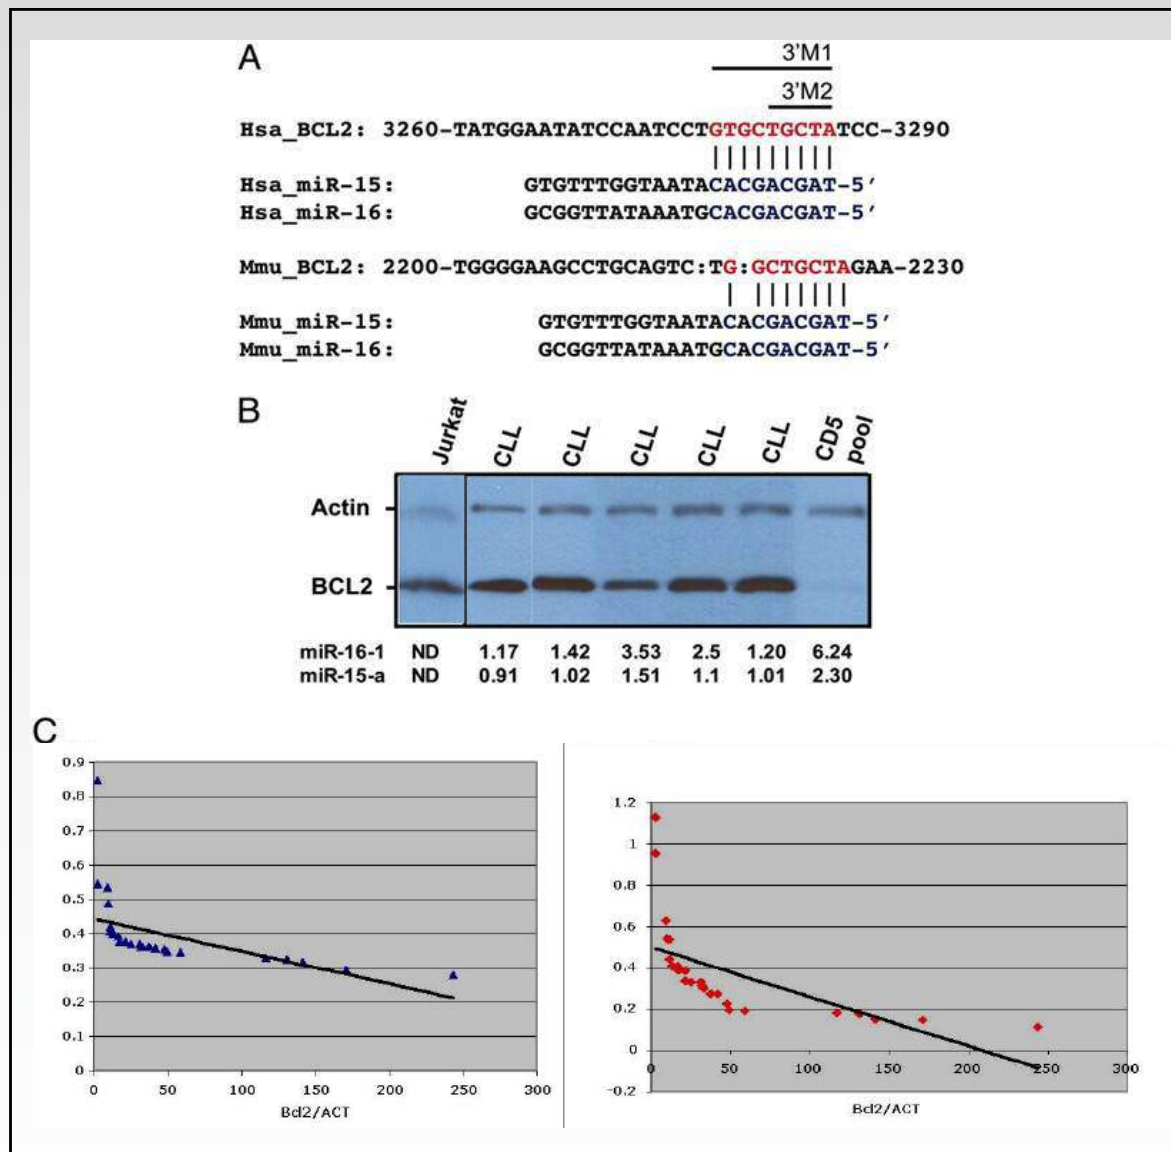 A
3'M1
3'M2
Hsa_BCL2: 3260-TATGGAATATCCAATCCTGTGCTGCTATCC-3290
Hsa_miR-15: GTGTTTGGTAATACACGACGAT-5'
Hsa_miR-16: GCGGTTATAAATGCACGACGAT-5'
Mmu_BCL2: 2200-TGGGGAAGCCTGCAGTC:TG:GCTGCTAGAA-2230
Mmu_miR-15: GTGTTTGGTAATACACGACGAT-5'
Mmu_miR-16: GCGGTTATAAATGCACGACGAT-5'
B
Jurkat CLL CLL CLL CLL CLL CD5 pool
Actin
BCL2
miR-16-1 ND 1.17 1.42 3.53 2.5 1.20 6.24
miR-15-a ND 0.91 1.02 1.51 1.1 1.01 2.30
C
0.9
0.8
0.7
0.6
0.5
0.4
0.3
0.2
0.1
0
0 50 100 150 200 250 300
Bcl2/ACT
1.2
1
0.8
0.6
0.4
0.2
0
-0.2
0 50 100 150 200 250 300
Bcl2/ACT